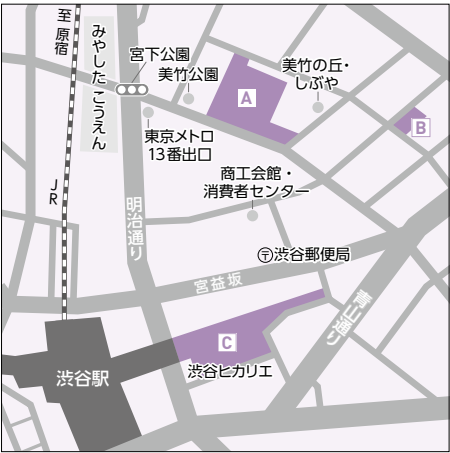 至 原宿
みやした こうえん
宮下公園
美竹公園
美竹の丘・
しぶや
A
B
東京メトロ
13番出口
商工会館・
消費者センター
JR
明治通り
〒渋谷郵便局
宮益坂
青山通り
C
渋谷ヒカリエ
渋谷駅